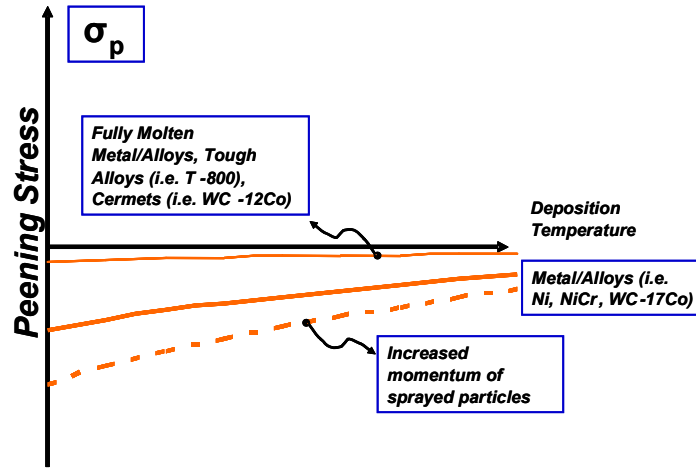 σp
Peening Stress
Fully Molten
Metal/Alloys, Tough
Alloys (i.e. T -800),
Cermets (i.e. WC -12Co)
Deposition
Temperature
Metal/Alloys (i.e.
Ni, NiCr, WC-17Co)
Increased
momentum of
sprayed particles